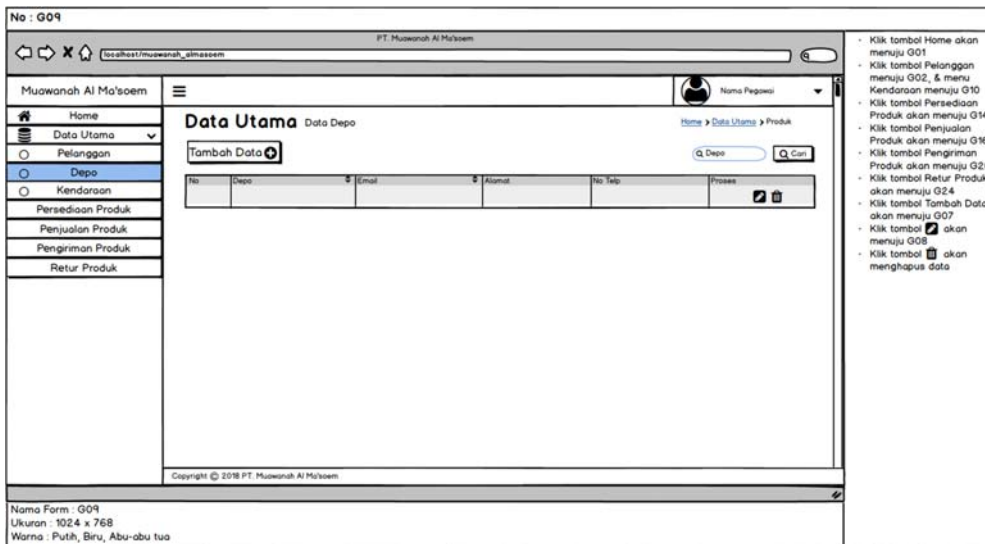 No : G09
PT. Muawanah Al Ma'soem
localhost/muawanah_almasoem
Muawanah Al Ma'soem
Nama Pegawai
Home
Data Utama
Pelanggan
Depo
Kendaraan
Persediaan Produk
Penjualan Produk
Pengiriman Produk
Retur Produk
Data Utama Data Depo
Home > Data Utama > Produk
Tambah Data
Depo
Cari
No Depo Email Alamat No Telp Proses
Copyright © 2018 PT. Muawanah Al Ma'soem
· Klik tombol Home akan
menuju G01
· Klik tombol Pelanggan
menuju G02, & menu
Kendaraan menuju G10
· Klik tombol Persediaan
Produk akan menuju G14
· Klik tombol Penjualan
Produk akan menuju G16
· Klik tombol Pengiriman
Produk akan menuju
· Klik tombol Retur Produk
akan menuju G24
· Klik tombol Tambah Data
akan menuju G07
· Klik tombol akan
menuju G08
· Klik tombol akan
menghapus data
Nama Form : G09
Ukuran : 1024 x 768
Warna : Putih, Biru, Abu-abu tua